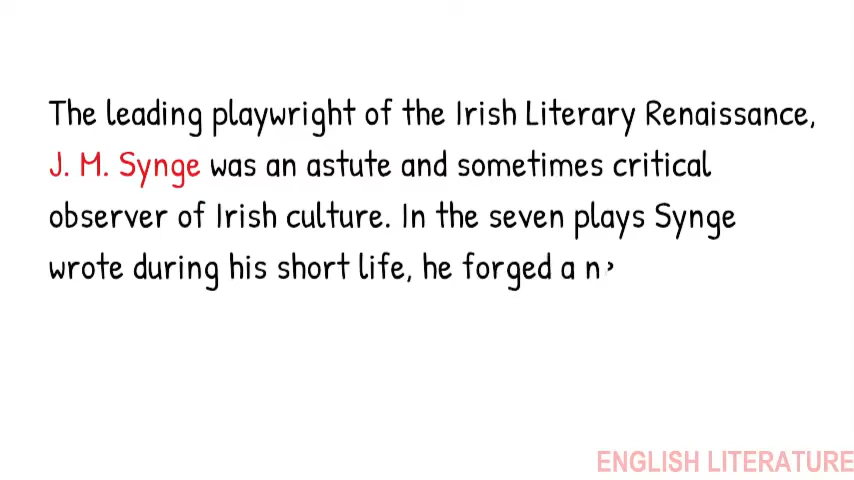 The leading playwright of the Irish Literary Renaissance,
J. M. Synge was an astute and sometimes critical
observer of Irish culture. In the seven plays Synge
wrote during his short life, he forged a n
ENGLISH LITERATURE